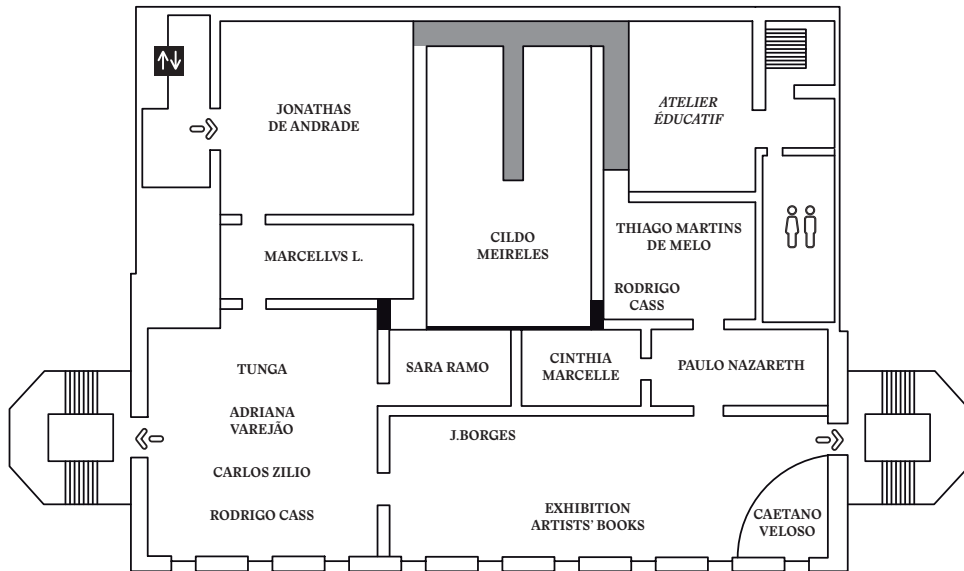 JONATHAS
DE ANDRADE
ATELIER
ÉDUCATIF
MARCELLVS L.
CILDO
MEIRELES
THIAGO MARTINS
DE MELO
RODRIGO
CASS
TUNGA
SARA RAMO
CINTHIA
MARCELLE
PAULO NAZARETH
ADRIANA
VAREJÃO
J.BORGES
CARLOS ZILIO
RODRIGO CASS
EXHIBITION
ARTISTS' BOOKS
CAETANO
VELOSO